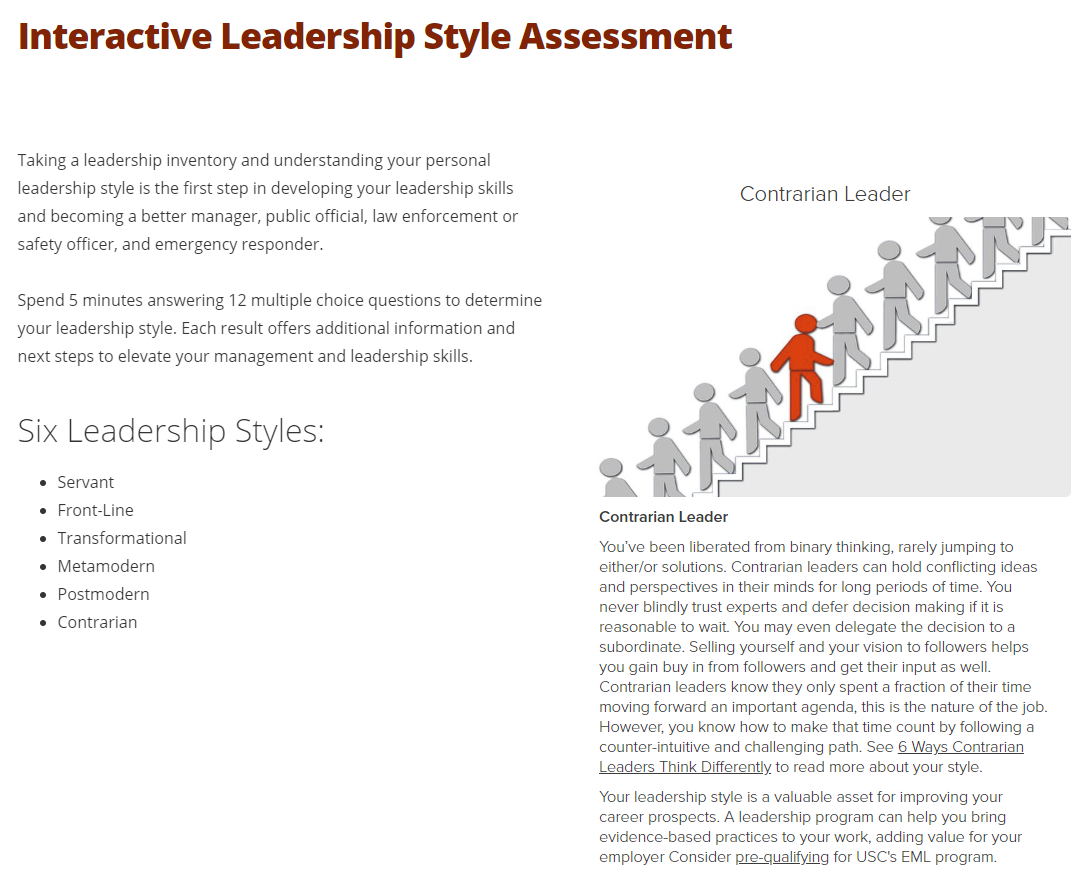 Interactive Leadership Style Assessment
Taking a leadership inventory and understanding your personal
leadership style is the first step in developing your leadership skills
and becoming a better manager, public official, law enforcement or
safety officer, and emergency responder.
Spend 5 minutes answering 12 multiple choice questions to determine
your leadership style. Each result offers additional information and
next steps to elevate your management and leadership skills.
Six Leadership Styles:
• Servant
• Front-Line
• Transformational
• Metamodern
• Postmodern
• Contrarian
Contrarian Leader
Contrarian Leader
You've been liberated from binary thinking, rarely jumping to
either/or solutions. Contrarian leaders can hold conflicting ideas
and perspectives in their minds for long periods of time. You
never blindly trust experts and defer decision making if it is
reasonable to wait. You may even delegate the decision to a
subordinate. Selling yourself and your vision to followers helps
you gain buy in from followers and get their input as well.
Contrarian leaders know they only spent a fraction of their time
moving forward an important agenda, this is the nature of the job.
However, you know how to make that time count by following a
counter-intuitive and challenging path. See 6 Ways Contrarian
Leaders Think Differently to read more about your style.
Your leadership style is a valuable asset for improving your
career prospects. A leadership program can help you bring
evidence-based practices to your work, adding value for your
employer Consider pre-qualifying for USC's EML program.